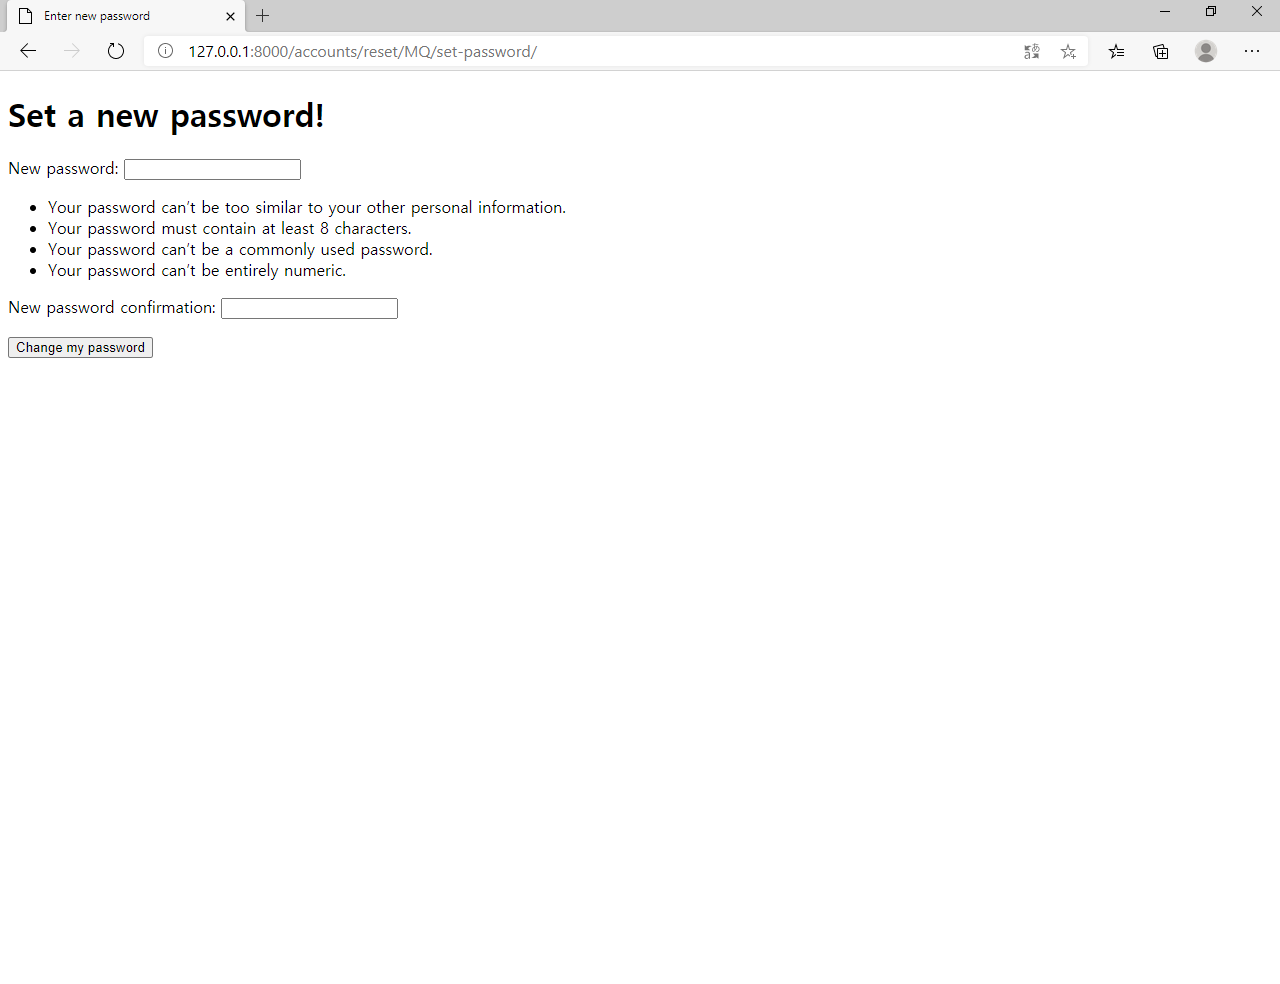 Enter new password
127.0.0.1:8000/accounts/reset/MQ/set-password/
Set a new password!
New password:
Your password can't be too similar to your other personal information.
Your password must contain at least 8 characters.
Your password can't be a commonly used password.
Your password can't be entirely numeric.
New password confirmation:
Change my password